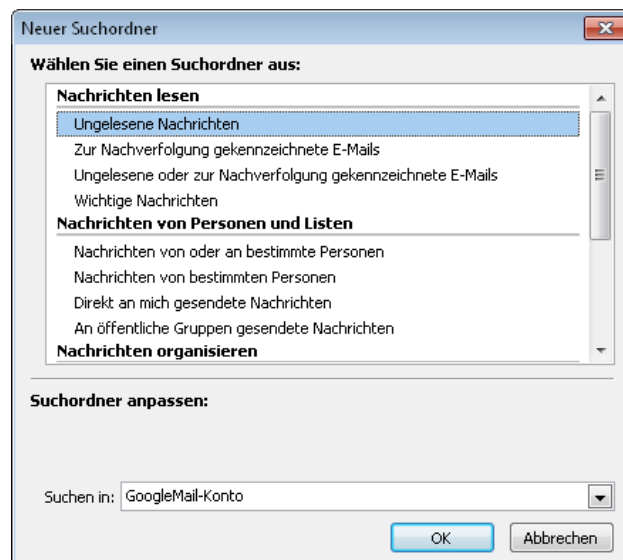 Neuer Suchordner
Wählen Sie einen Suchordner aus:
Nachrichten lesen
Ungelesene Nachrichten
Zur Nachverfolgung gekennzeichnete E-Mails
Ungelesene oder zur Nachverfolgung gekennzeichnete E-Mails
Wichtige Nachrichten
Nachrichten von Personen und Listen
Nachrichten von oder an bestimmte Personen
Nachrichten von bestimmten Personen
Direkt an mich gesendete Nachrichten
An öffentliche Gruppen gesendete Nachrichten
Nachrichten organisieren
Suchordner anpassen:
Suchen in: GoogleMail-Konto
OK Abbrechen